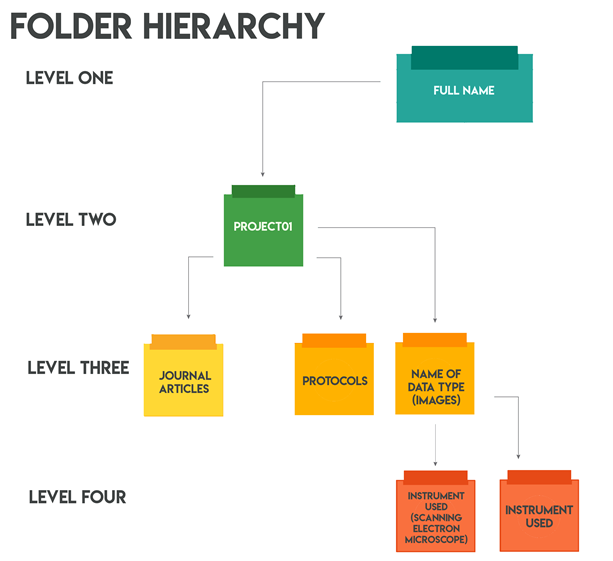 FOLDER HIERARCHY
LEVEL ONE
FULL NAME
LEVEL TWO
PROJECT01
LEVEL THREE
JOURNAL
ARTICLES
PROTOCOLS
NAME OF
DATA TYPE
(IMAGES)
LEVEL FOUR
INSTRUMENT
USED
(SCANNING
ELECTRON
MICROSCOPE)
INSTRUMENT
USED